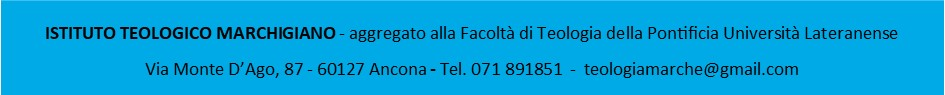 ISTITUTO TEOLOGICO MARCHIGIANO - aggregato alla Facoltà di Teologia della Pontificia Università Lateranense
Via Monte D’Ago, 87 - 60127 Ancona - Tel. 071 891851 - teologiamarche@gmail.com